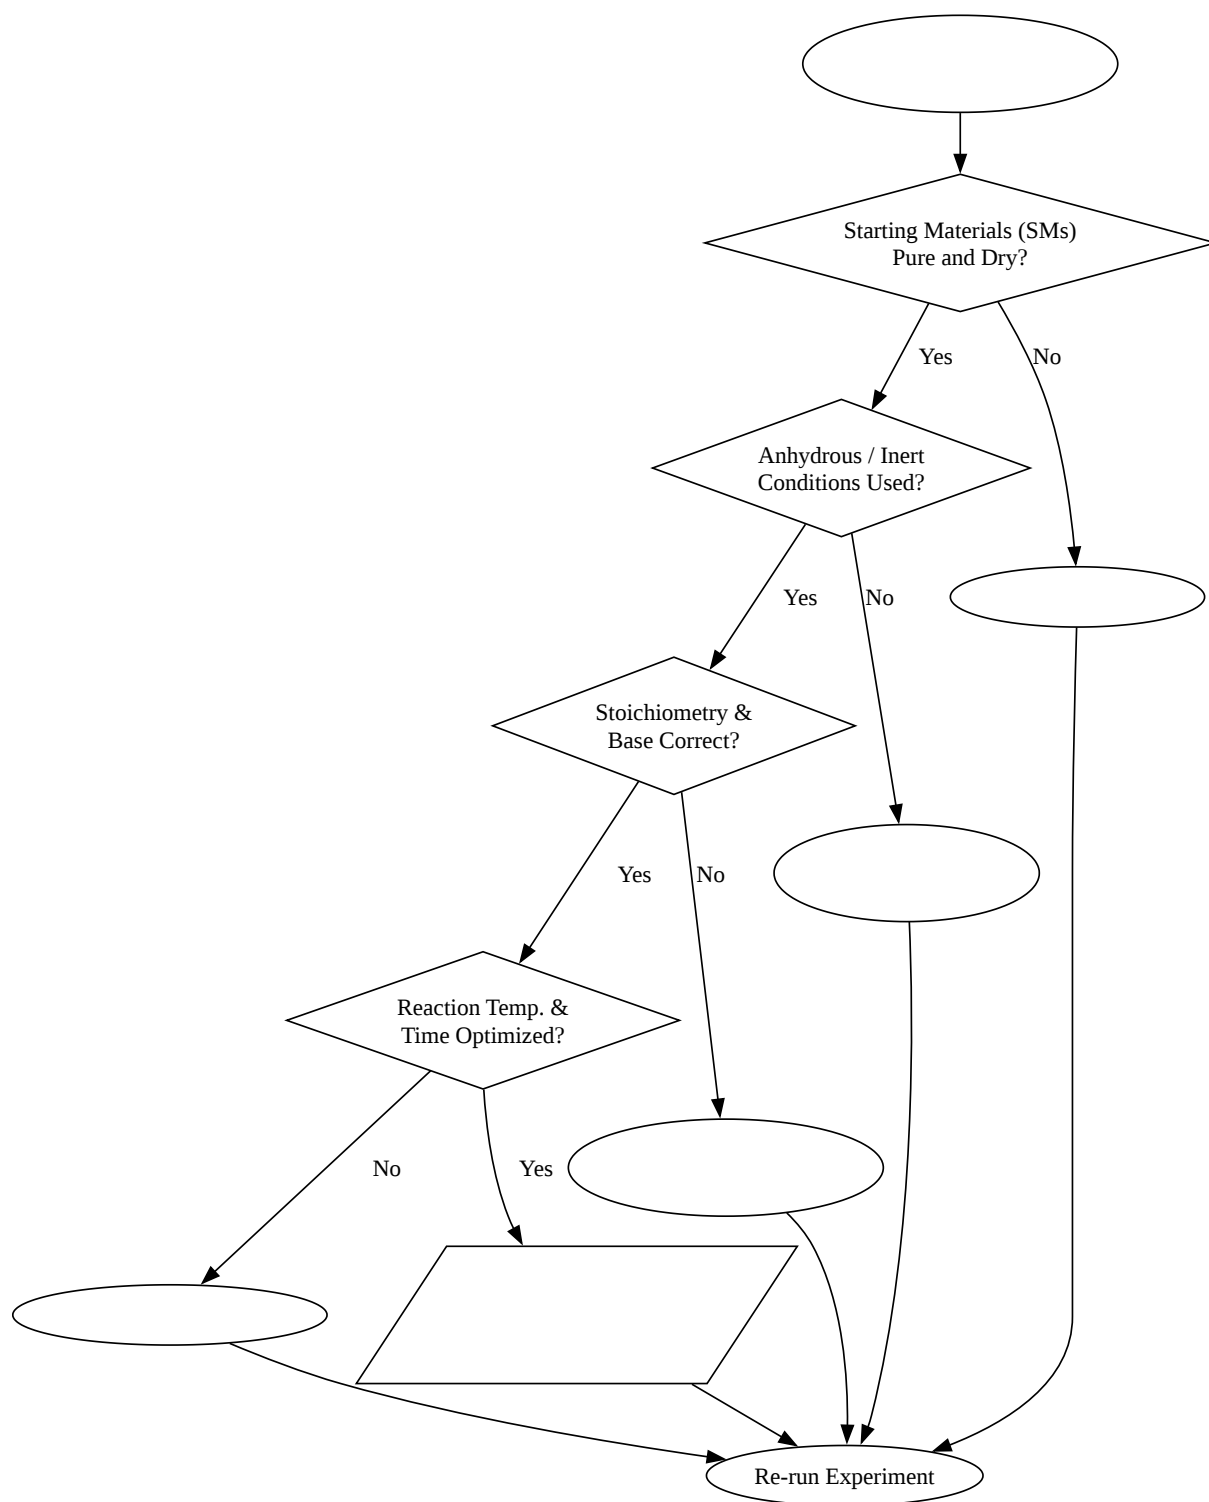 Starting Materials (SMs)
Pure and Dry?
Yes
No
Anhydrous / Inert
Conditions Used?
Yes
No
Stoichiometry &
Base Correct?
Yes
No
Reaction Temp. &
Time Optimized?
No
Yes
Re-run Experiment